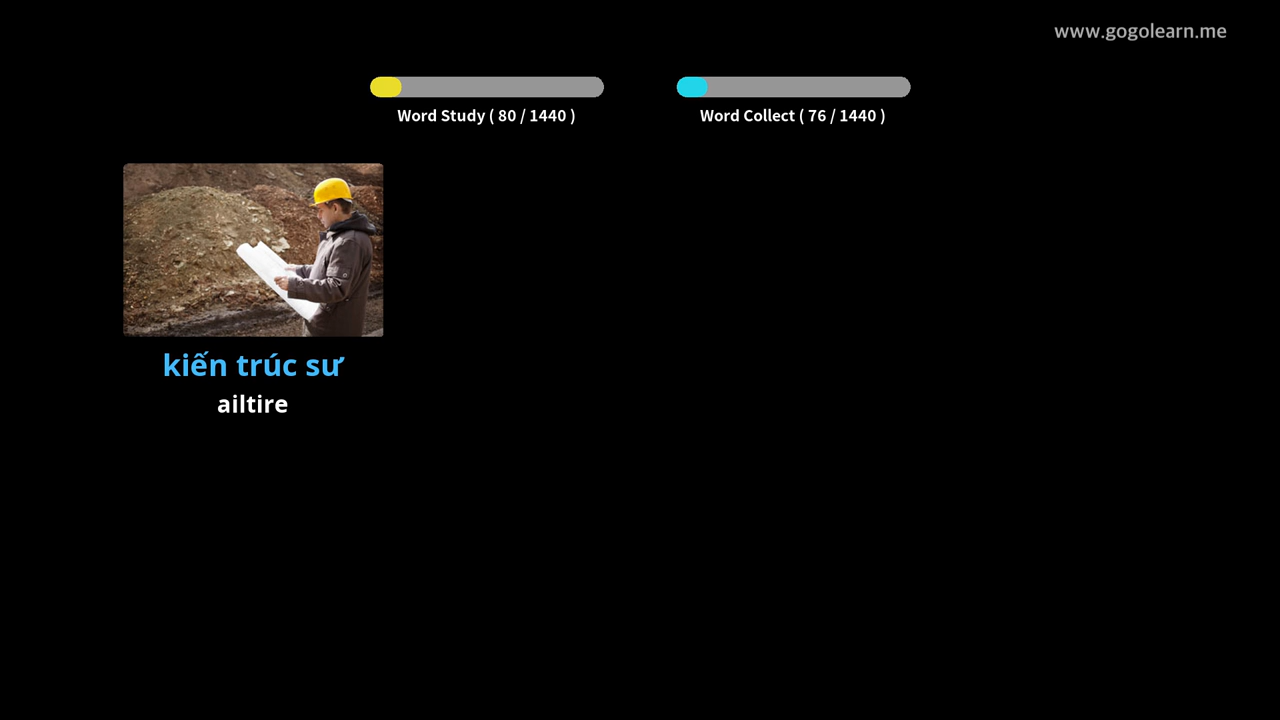 www.gogolearn.me
Word Study ( 80 / 1440 )
Word Collect ( 76 / 1440 )
kiến trúc sư
ailtire